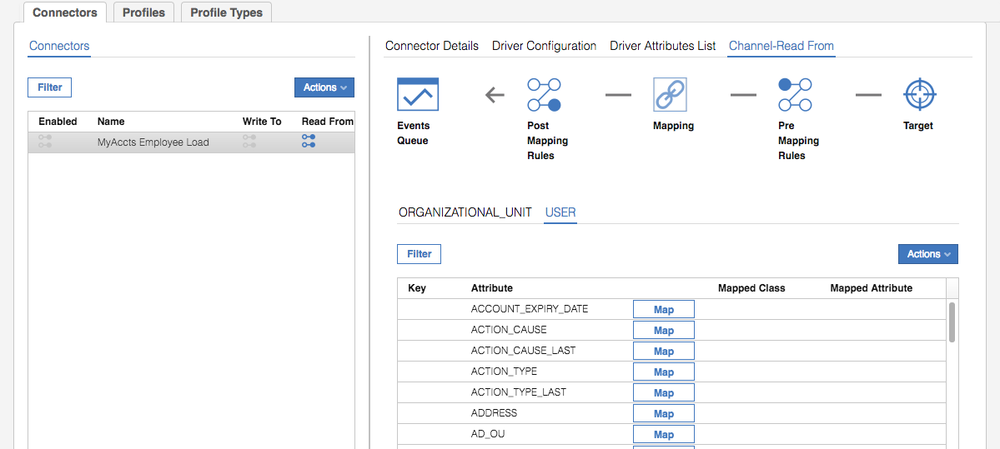 Connectors Profiles Profile Types
Connectors
Filter Actions
Enabled Name Write To Read From
MyAccts Employee Load
Connector Details Driver Configuration Driver Attributes List Channel-Read From
Events Queue
Post Mapping Rules
Mapping
Pre Mapping Rules
Target
ORGANIZATIONAL_UNIT USER
Filter Actions
Key Attribute Mapped Class Mapped Attribute
ACCOUNT_EXPIRY_DATE Map
ACTION_CAUSE Map
ACTION_CAUSE_LAST Map
ACTION_TYPE Map
ACTION_TYPE_LAST Map
ADDRESS Map
AD_OU Map